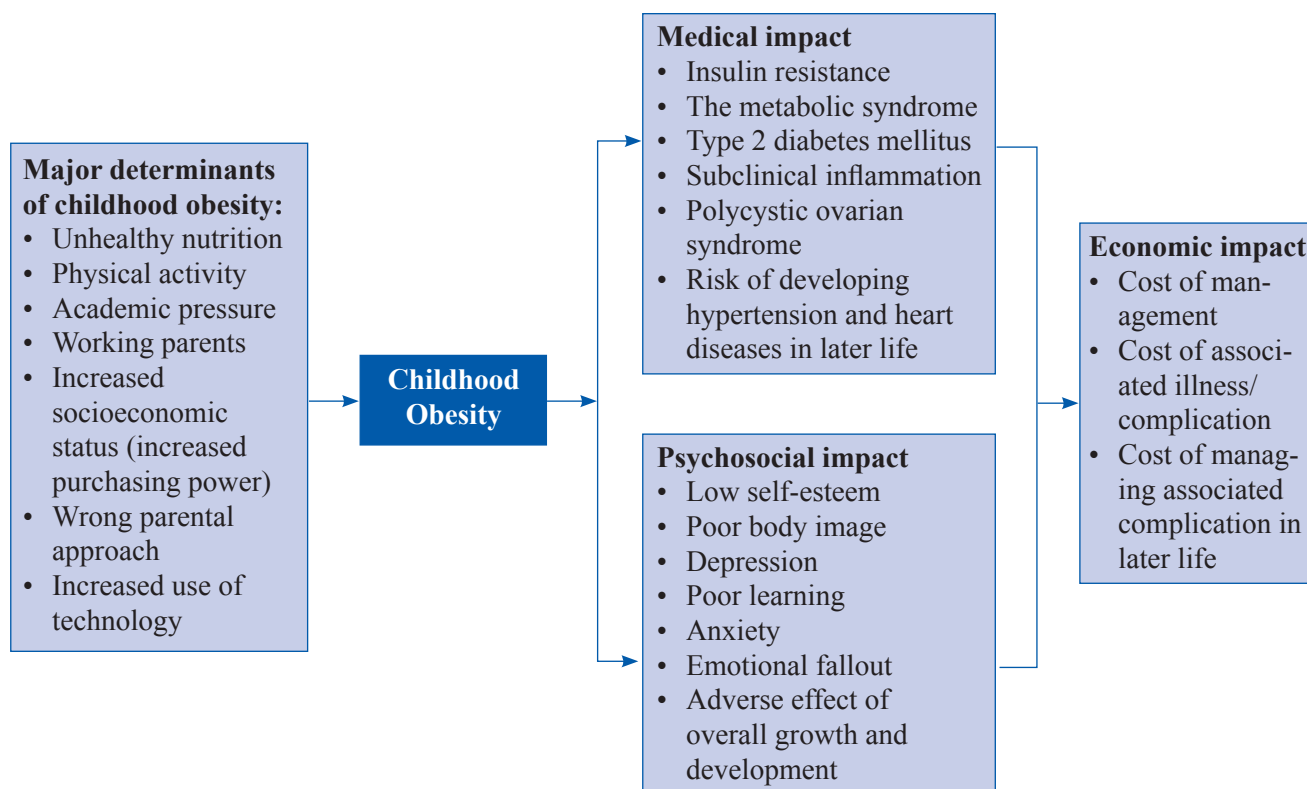 Major determinants
of childhood obesity:
• Unhealthy nutrition
• Physical activity
• Academic pressure
• Working parents
• Increased
socioeconomic
status (increased
purchasing power)
• Wrong parental
approach
• Increased use of
technology
Childhood
Obesity
Medical impact
• Insulin resistance
• The metabolic syndrome
• Type 2 diabetes mellitus
• Subclinical inflammation
• Polycystic ovarian
syndrome
• Risk of developing
hypertension and heart
diseases in later life
Psychosocial impact
• Low self-esteem
• Poor body image
• Depression
• Poor learning
• Anxiety
• Emotional fallout
• Adverse effect of
overall growth and
development
Economic impact
• Cost of man-
agement
• Cost of associ-
ated illness/
complication
• Cost of manag-
ing associated
complication in
later life